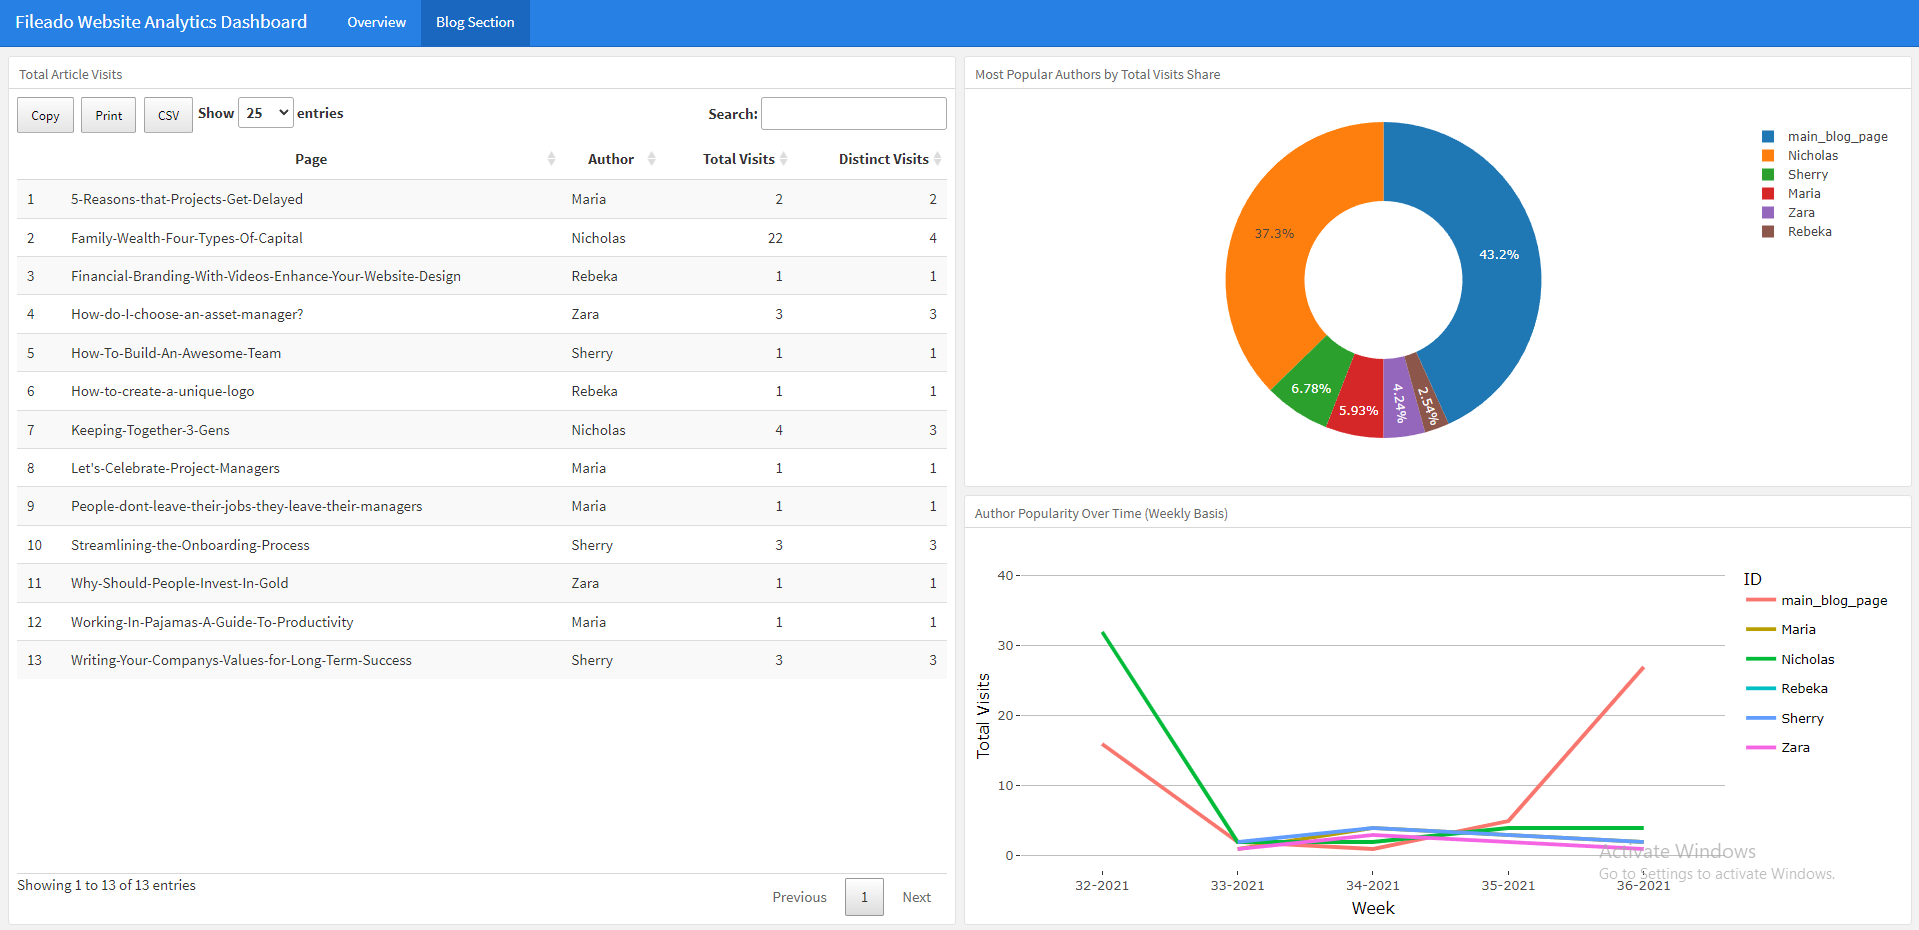 Fileado Website Analytics Dashboard Overview Blog Section
Total Article Visits
Copy Print CSV Show 25 entries Search:
Page Author Total Visits Distinct Visits
1 5-Reasons-that-Projects-Get-Delayed Maria 2 2
2 Family-Wealth-Four-Types-Of-Capital Nicholas 22 4
3 Financial-Branding-With-Videos-Enhance-Your-Website-Design Rebeka 1 1
4 How-do-I-choose-an-asset-manager? Zara 3 3
5 How-To-Build-An-Awesome-Team Sherry 1 1
6 How-to-create-a-unique-logo Rebeka 1 1
7 Keeping-Together-3-Gens Nicholas 4 3
8 Let's-Celebrate-Project-Managers Maria 1 1
9 People-dont-leave-their-jobs-they-leave-their-managers Maria 1 1
10 Streamlining-the-Onboarding-Process Sherry 3 3
11 Why-Should-People-Invest-In-Gold Zara 1 1
12 Working-In-Pajamas-A-Guide-To-Productivity Maria 1 1
13 Writing-Your-Companys-Values-for-Long-Term-Success Sherry 3 3
Showing 1 to 13 of 13 entries
Previous 1 Next
Most Popular Authors by Total Visits Share
43.2%
37.3%
6.78%
5.93%
4.24%
2.54%
main_blog_page
Nicholas
Sherry
Maria
Zara
Rebeka
Author Popularity Over Time (Weekly Basis)
Total Visits
40
30
20
10
0
32-2021 33-2021 34-2021 35-2021 36-2021
Week
ID
main_blog_page
Maria
Nicholas
Rebeka
Sherry
Zara
Activate Windows
Go to Settings to activate Windows.